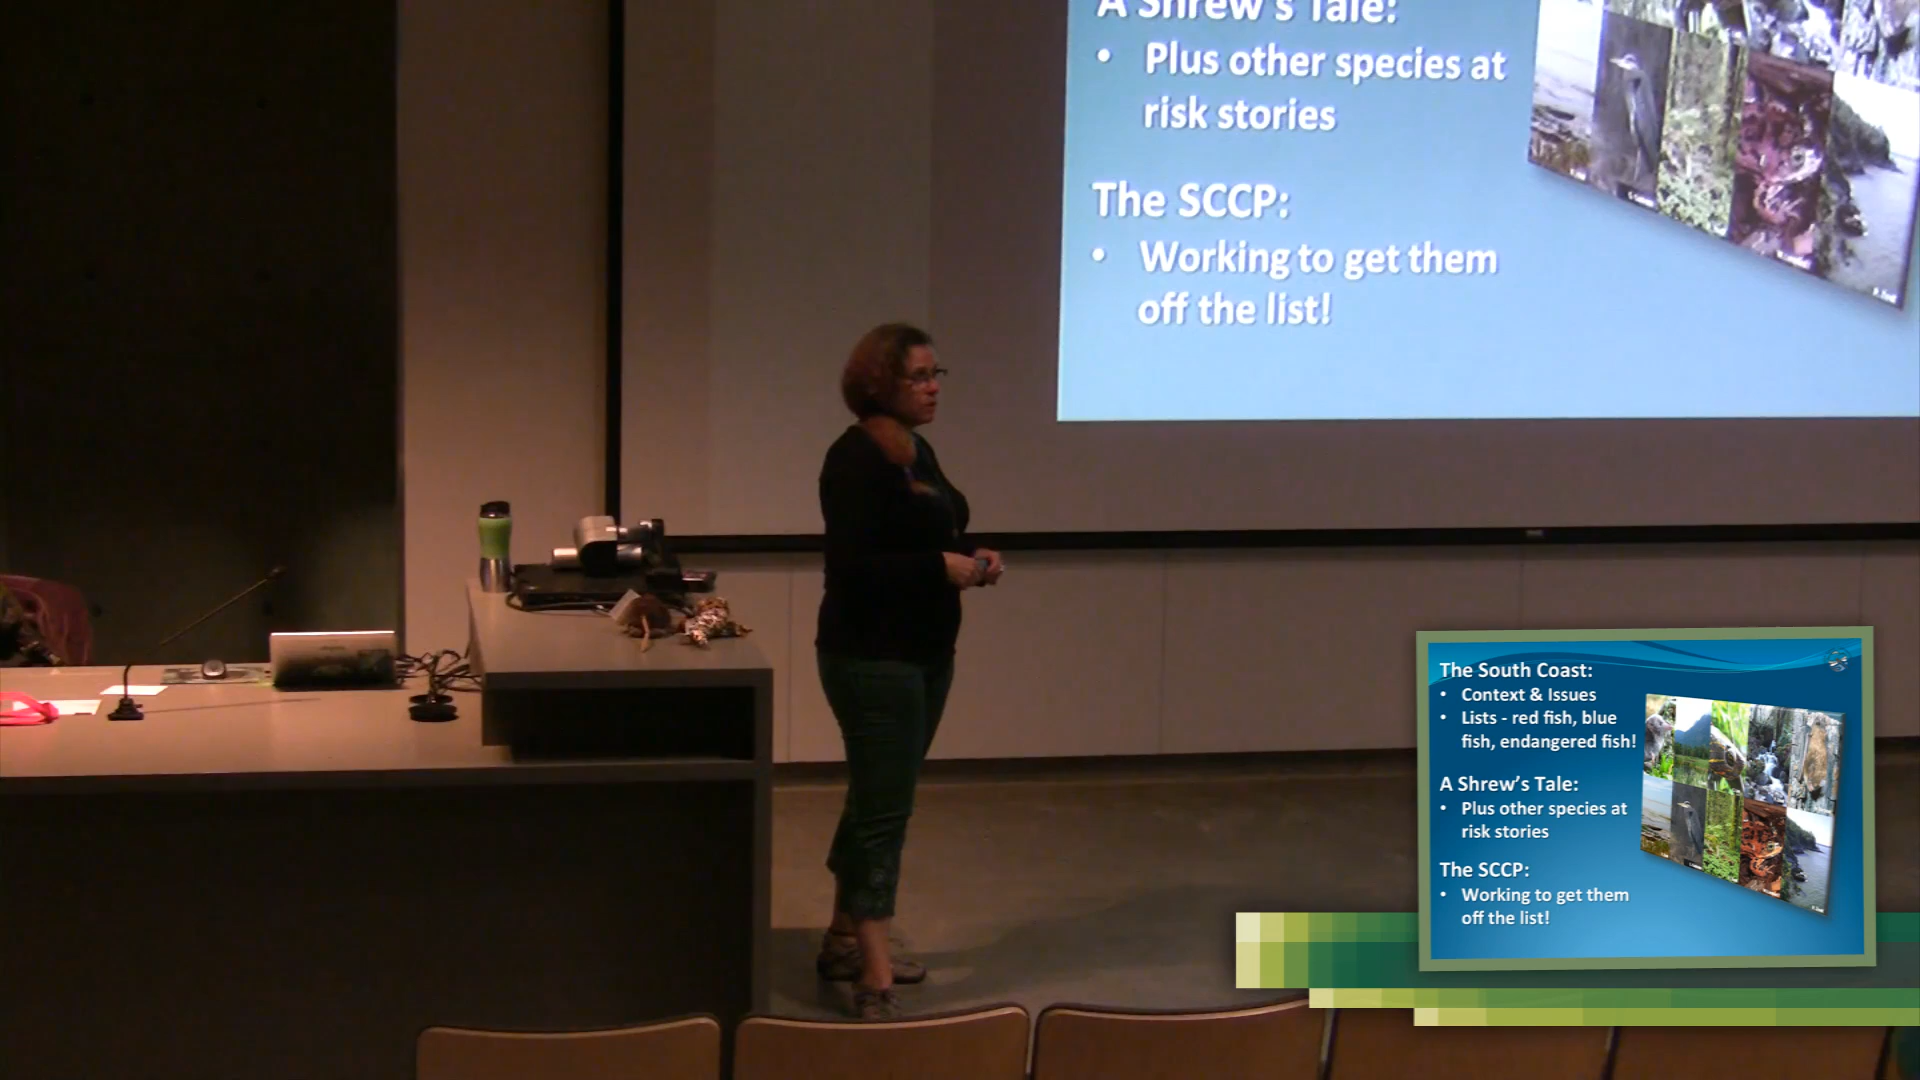 A Shrew's Tale:
• Plus other species at
risk stories
The SCCP:
• Working to get them
off the list!
The South Coast:
• Context & Issues
• Lists - red fish, blue
fish, endangered fish!
A Shrew's Tale:
• Plus other species at
risk stories
The SCCP:
• Working to get them
off the list!